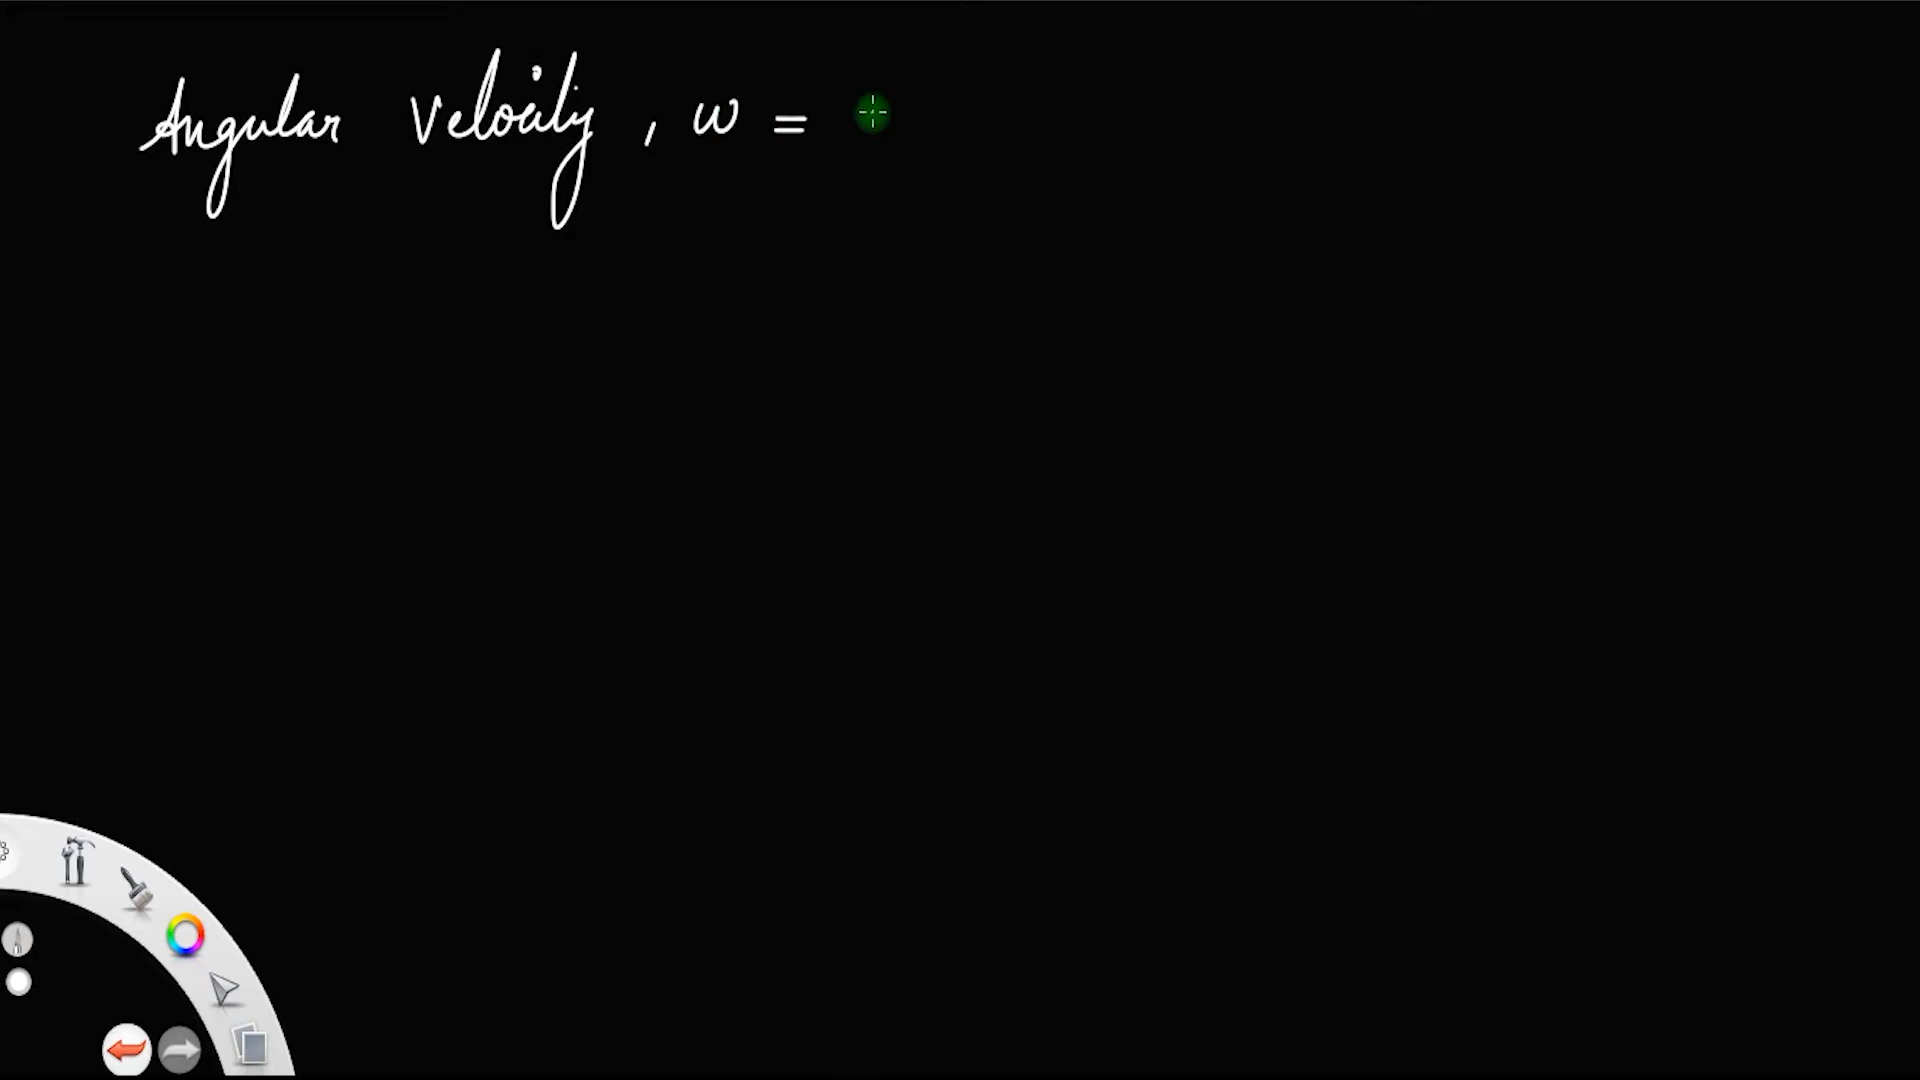 Angular Velocity, ω =